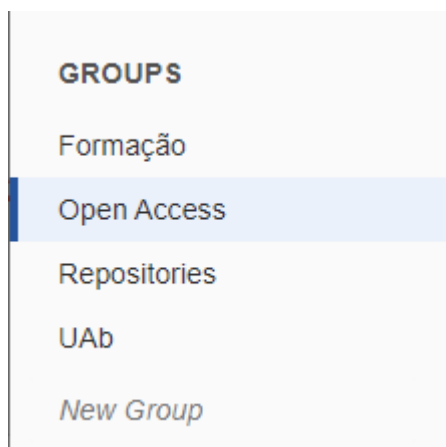 GROUPS
Formação
Open Access
Repositories
UAb
New Group